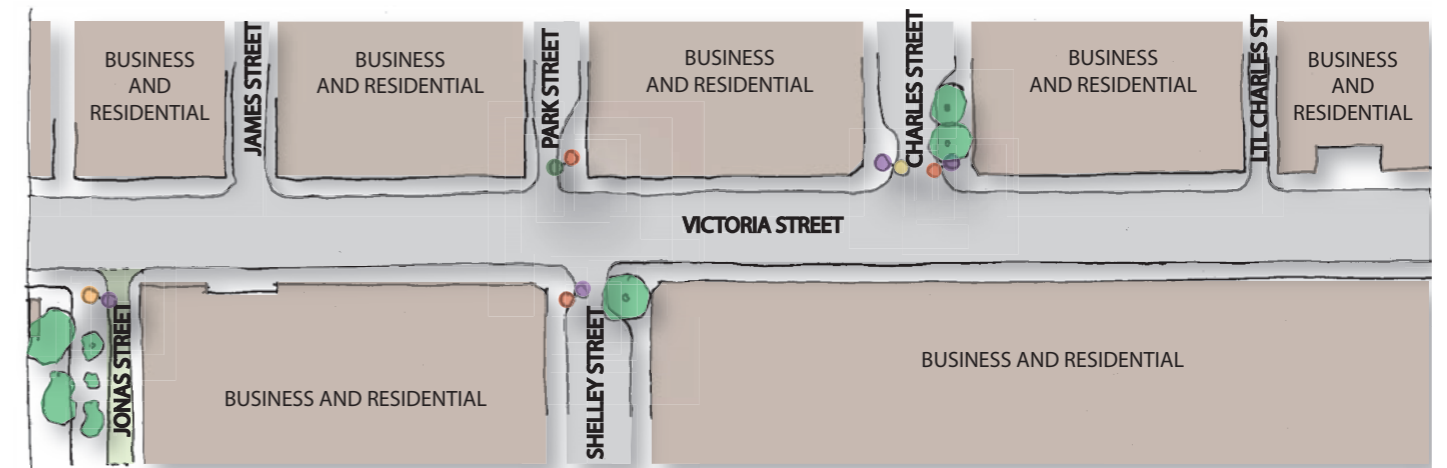 BUSINESS
AND
RESIDENTIAL
JAMES STREET
BUSINESS
AND RESIDENTIAL
PARK STREET
BUSINESS
AND RESIDENTIAL
CHARLES STREET
BUSINESS
AND RESIDENTIAL
LTL CHARLES ST
BUSINESS
AND
RESIDENTIAL
VICTORIA STREET
JONAS STREET
BUSINESS AND RESIDENTIAL
SHELLEY STREET
BUSINESS AND RESIDENTIAL